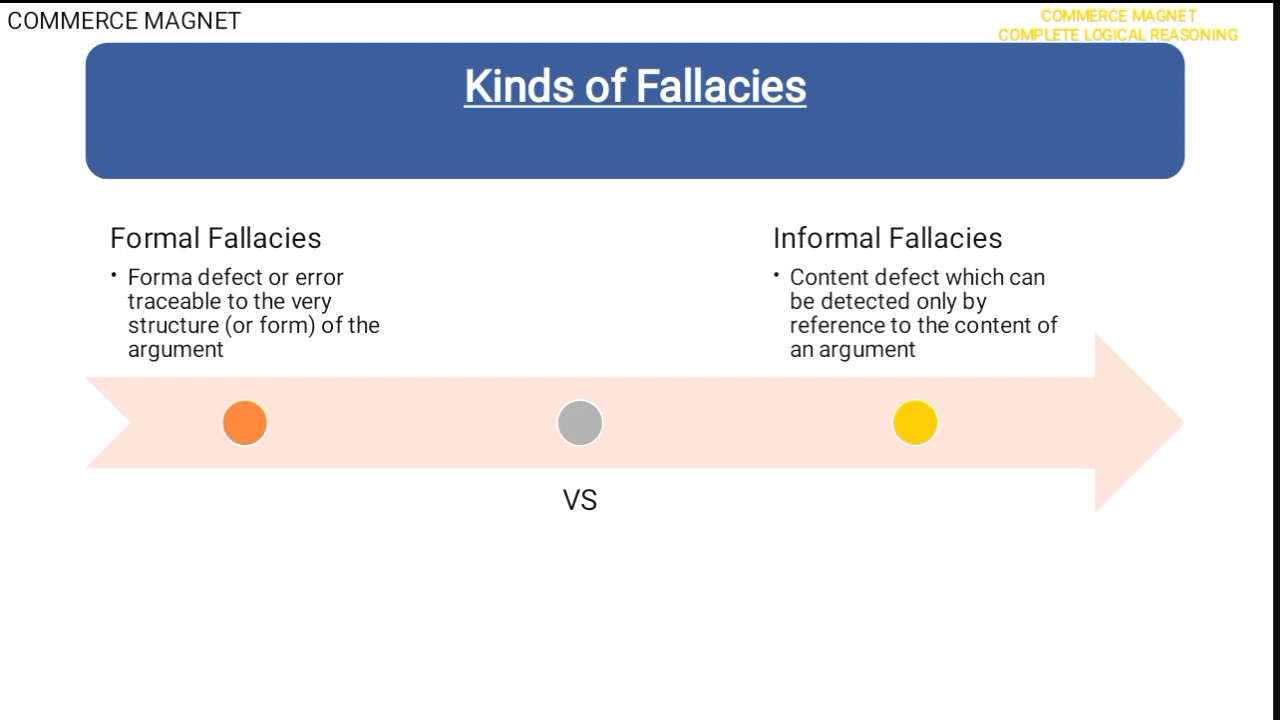 COMMERCE MAGNET
COMMERCE MAGNET
COMPLETE LOGICAL REASONING
Kinds of Fallacies
Formal Fallacies
• Forma defect or error
traceable to the very
structure (or form) of the
argument
Informal Fallacies
• Content defect which can
be detected only by
reference to the content of
an argument
VS